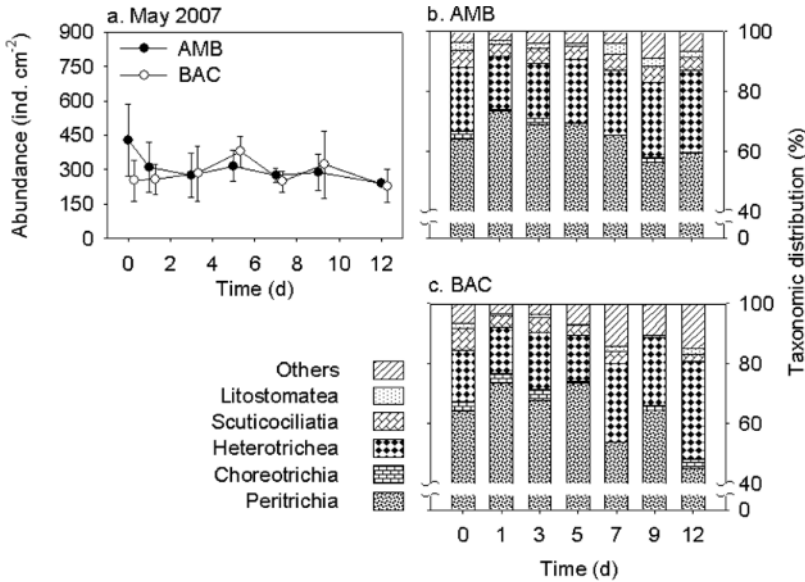 a. May 2007
Abundance (ind. cm⁻²)
900
750
600
450
300
150
0
AMB
BAC
0 2 4 6 8 10 12
Time (d)
b. AMB
100
80
60
40
0
Taxonomic distribution (%)
c. BAC
100
80
60
40
0
Others
Litostomatea
Scuticociliatia
Heterotrichea
Choreotrichia
Peritrichia
0 1 3 5 7 9 12
Time (d)